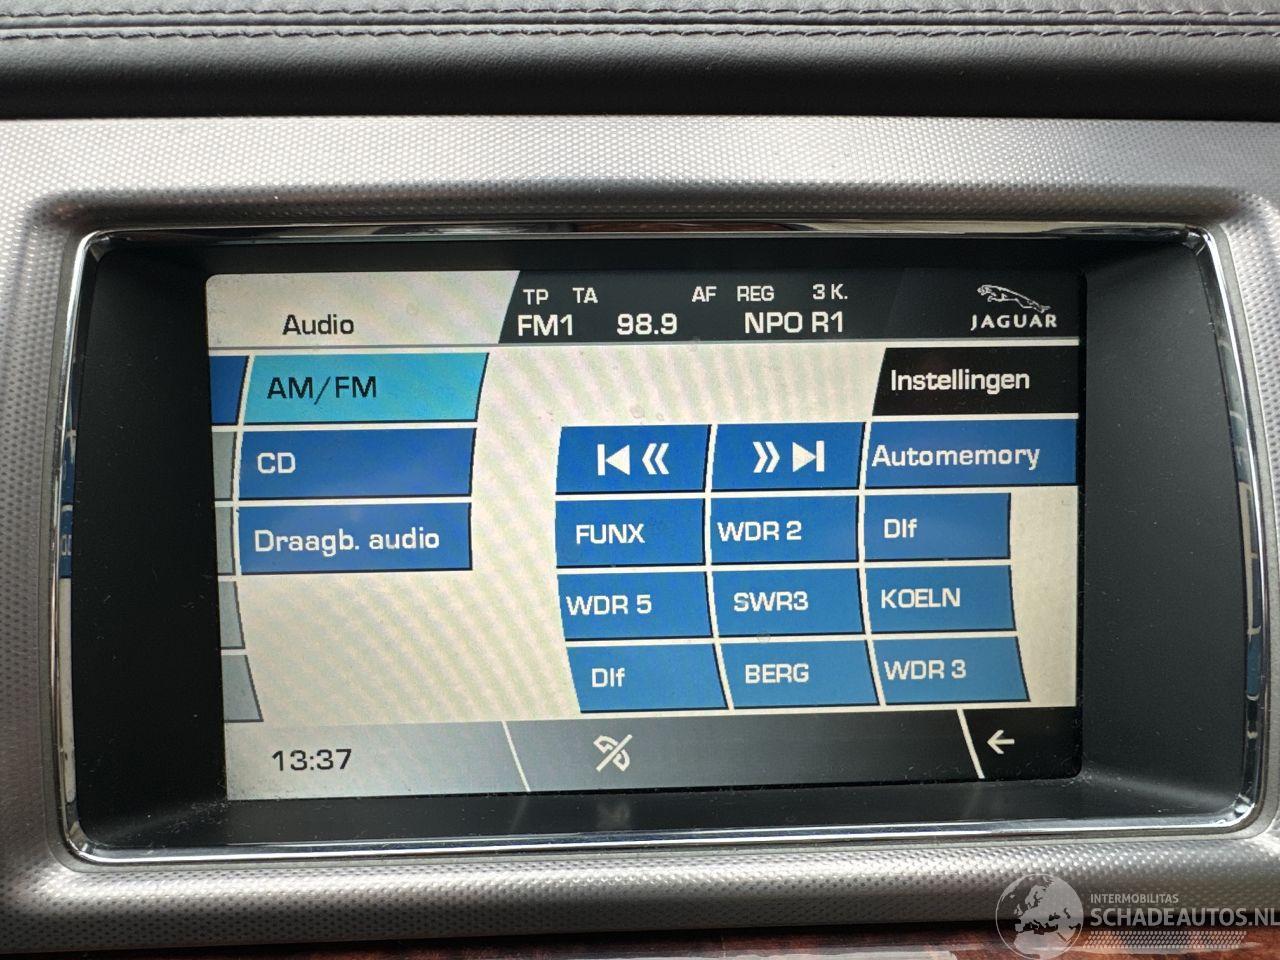 TP TA AF REG 3 K.
Audio FM1 98.9 NPO R1 JAGUAR
AM/FM Instellingen
CD Automemory
FUNX WDR 2 Dlf
Draagb. audio
WDR 5 SWR3 KOELN
Dlf BERG WDR 3
13:37
INTERMOBILITAS
SCHADEAUTOS.NL